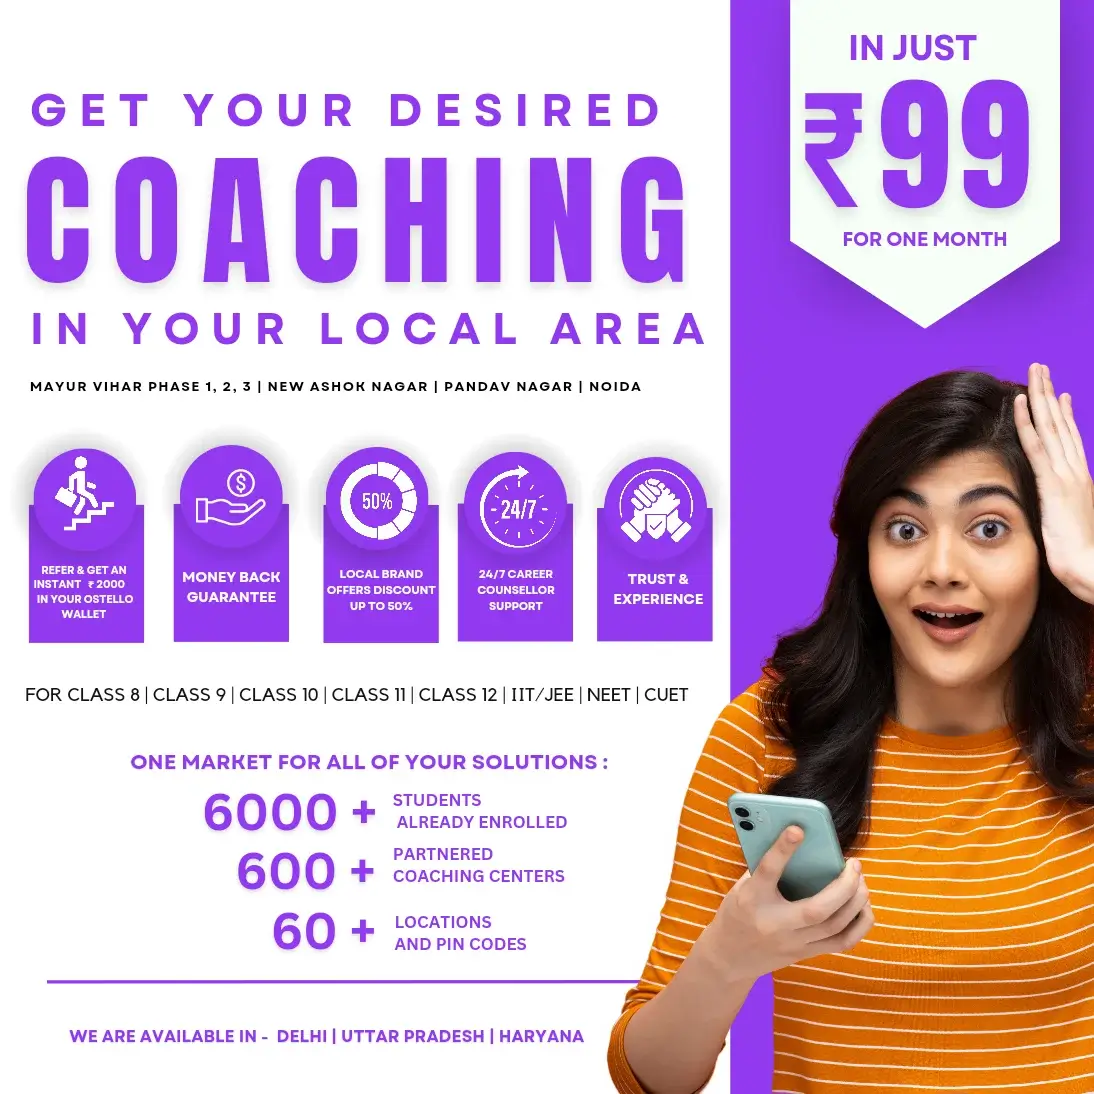 GET YOUR DESIRED
COACHING
IN YOUR LOCAL AREA
MAYUR VIHAR PHASE 1, 2, 3 | NEW ASHOK NAGAR | PANDAV NAGAR | NOIDA
IN JUST
₹99
FOR ONE MONTH
REFER & GET AN
INSTANT ₹ 2000
IN YOUR OSTELLO
WALLET
$
MONEY BACK
GUARANTEE
50%
LOCAL BRAND
OFFERS DISCOUNT
UP TO 50%
24/7
24/7 CAREER
COUNSELLOR
SUPPORT
TRUST &
EXPERIENCE
FOR CLASS 8 | CLASS 9 | CLASS 10 | CLASS 11 | CLASS 12 | IIT/JEE | NEET | CUET
ONE MARKET FOR ALL OF YOUR SOLUTIONS :
6000 +
STUDENTS
ALREADY ENROLLED
600 +
PARTNERED
COACHING CENTERS
60 +
LOCATIONS
AND PIN CODES
WE ARE AVAILABLE IN - DELHI | UTTAR PRADESH | HARYANA